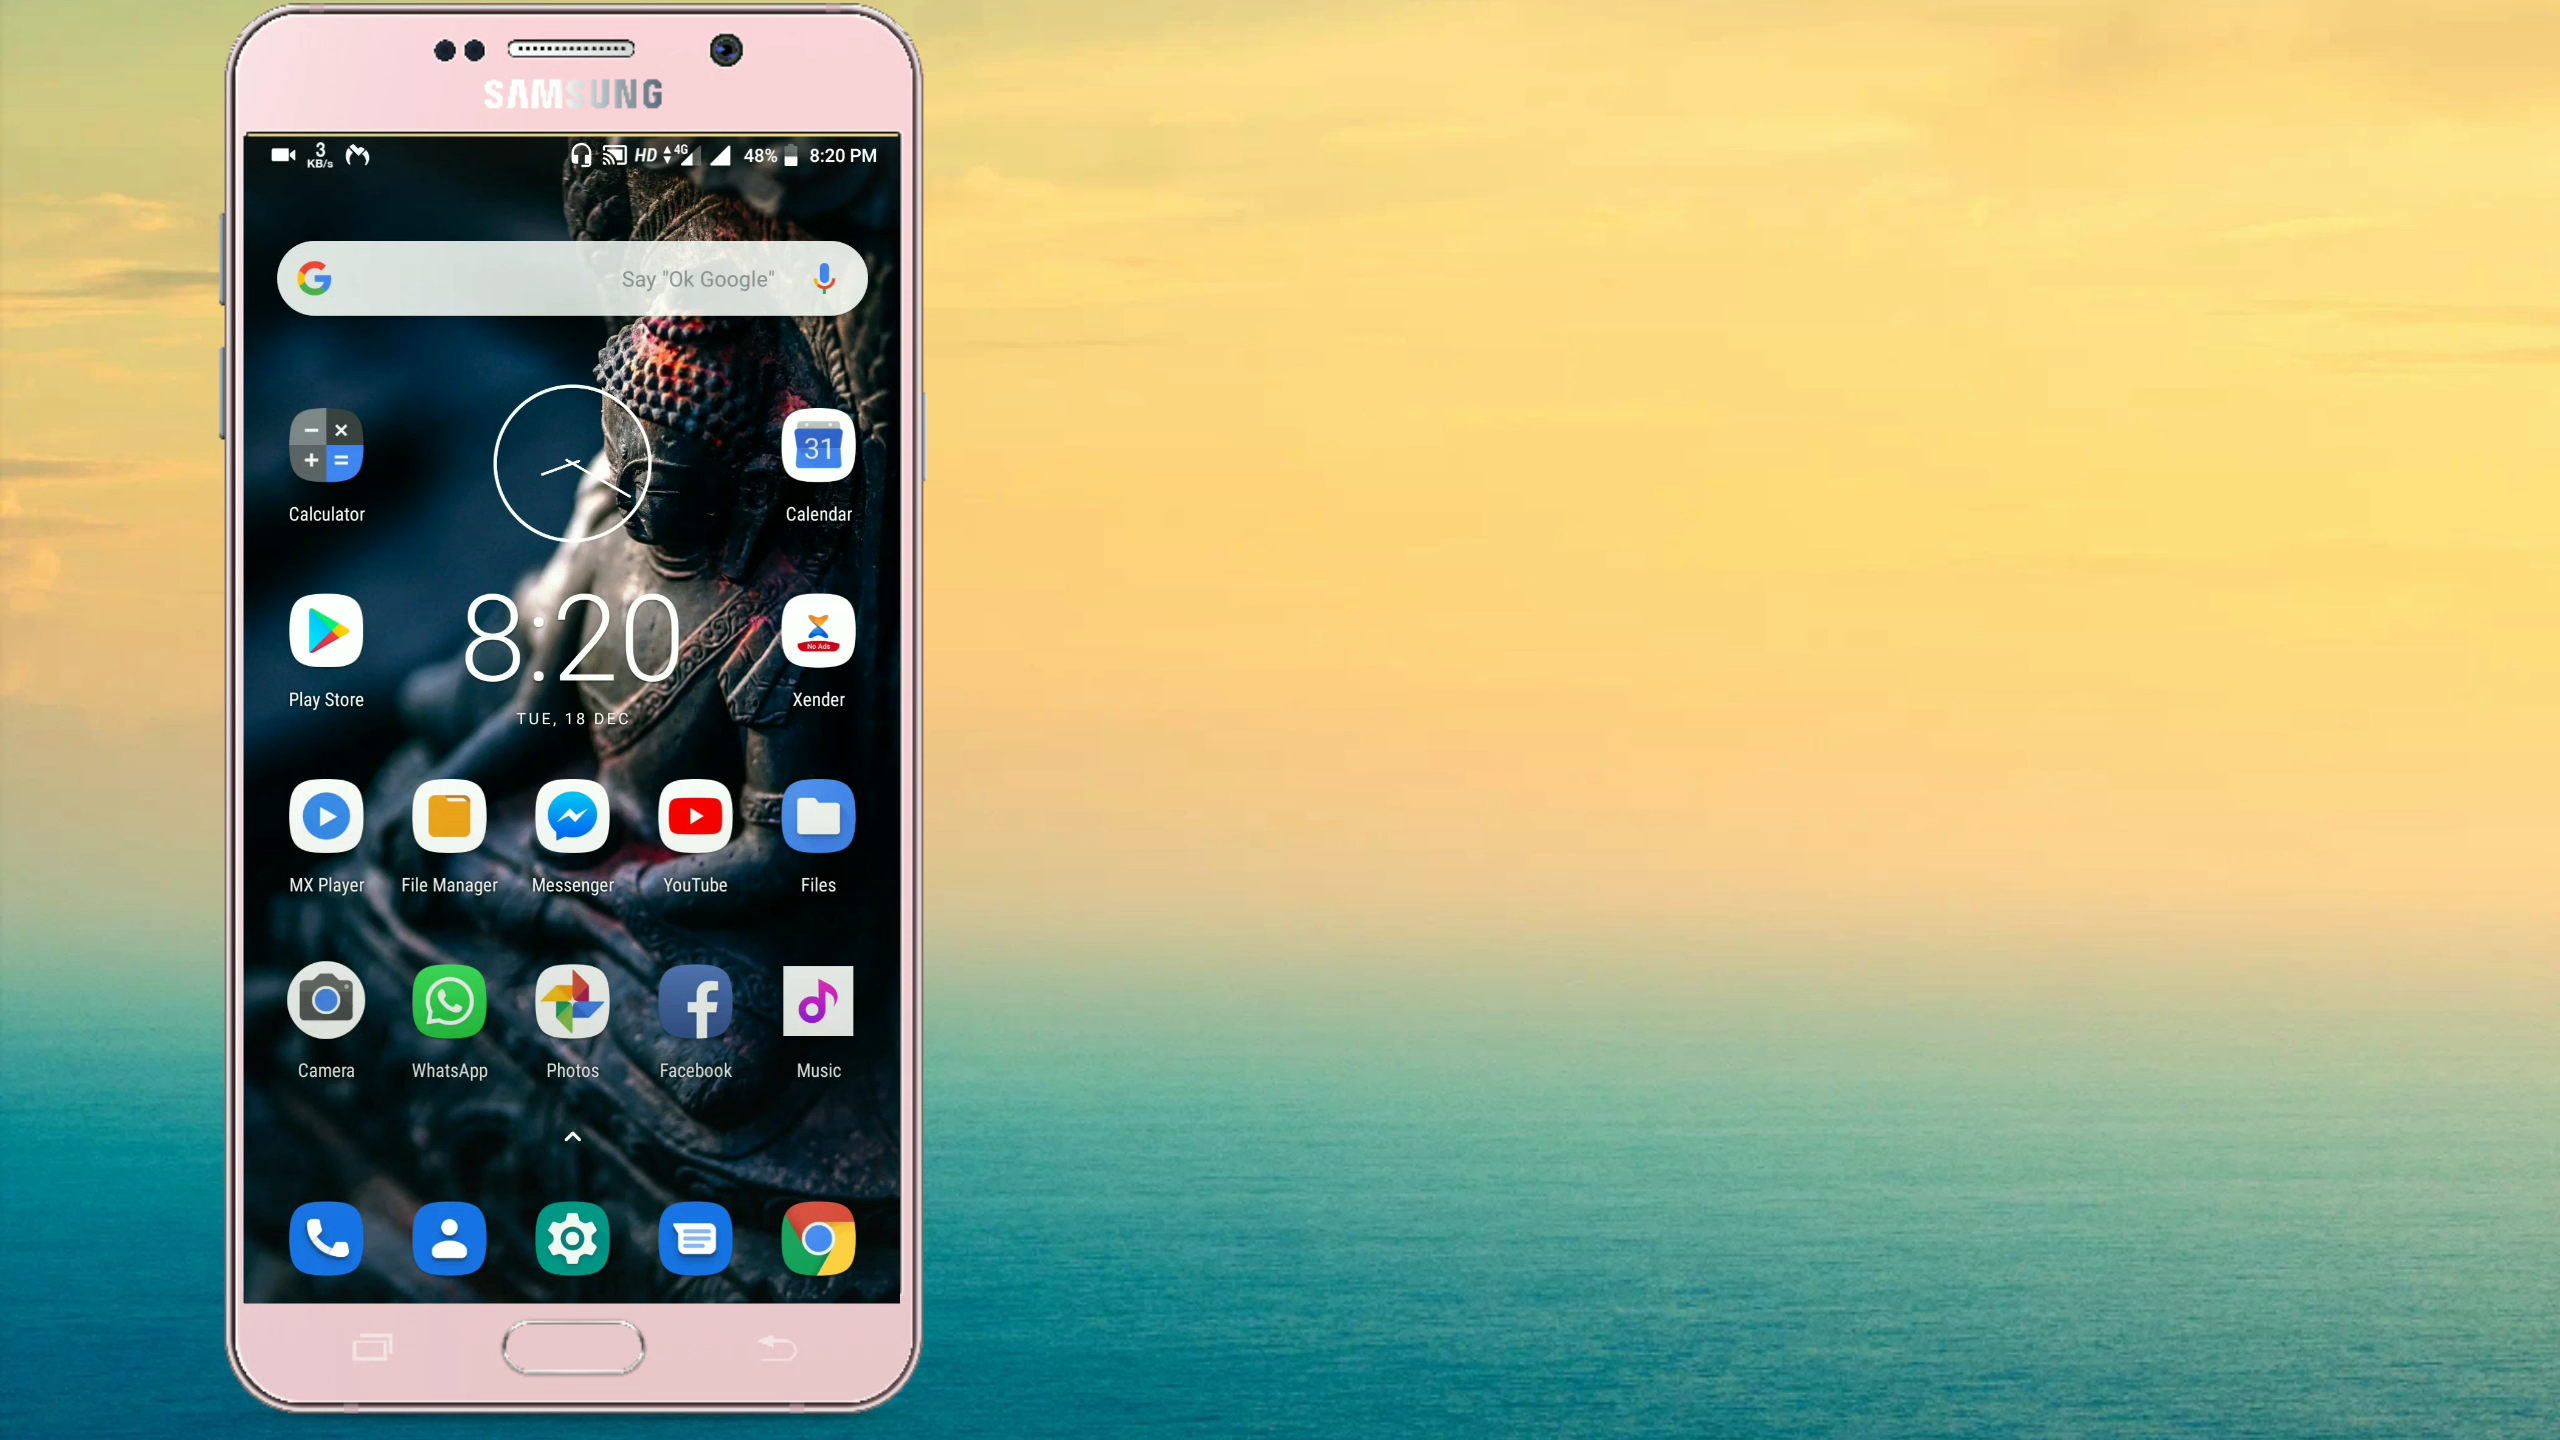 SAMSUNG
3 KB/s HD 4G 48% 8:20 PM
Say "Ok Google"
31
Calculator
Calendar
8:20
No Ads
Play Store
Xender
TUE, 18 DEC
MX Player File Manager Messenger YouTube Files
Camera WhatsApp Photos Facebook Music